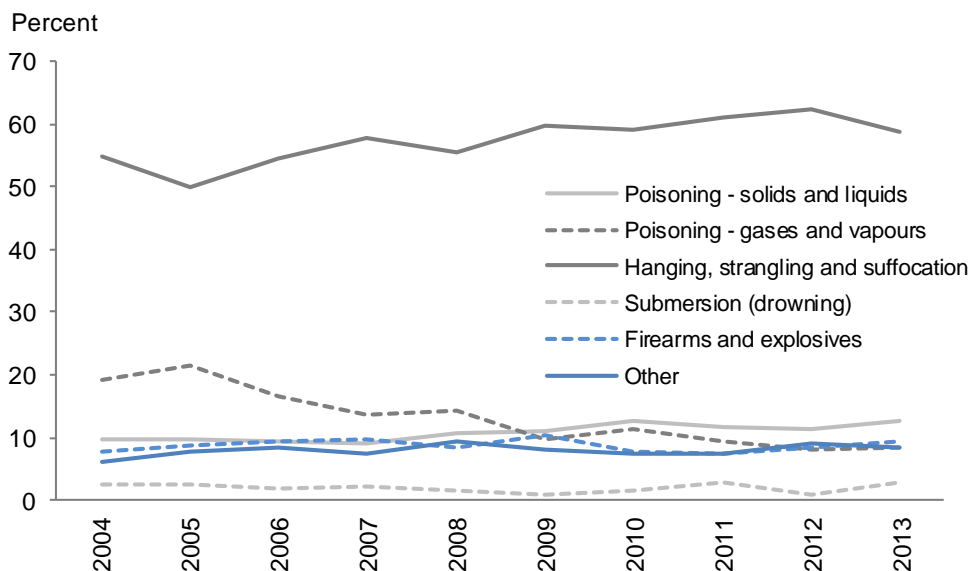 Percent
70
60
50
40
30
20
10
0
Poisoning - solids and liquids
Poisoning - gases and vapours
Hanging, strangling and suffocation
Submersion (drowning)
Firearms and explosives
Other
2004
2005
2006
2007
2008
2009
2010
2011
2012
2013